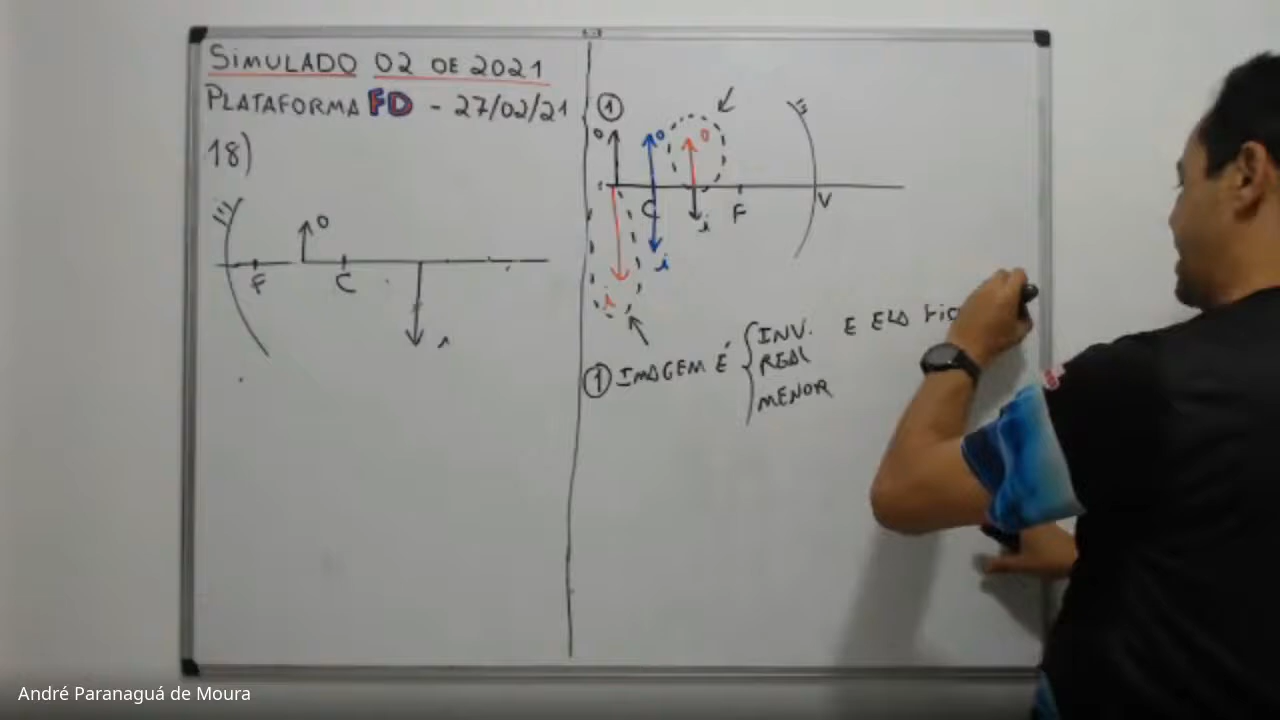 SIMULADO 02 DE 2021
PLATAFORMA FD - 27/02/21
18)
O
F
C
1
O
O
O
C
i
F
V
i
i
1 IMAGEM É
INV.
REAL
MENOR
E ELA
André Paranaguá de Moura